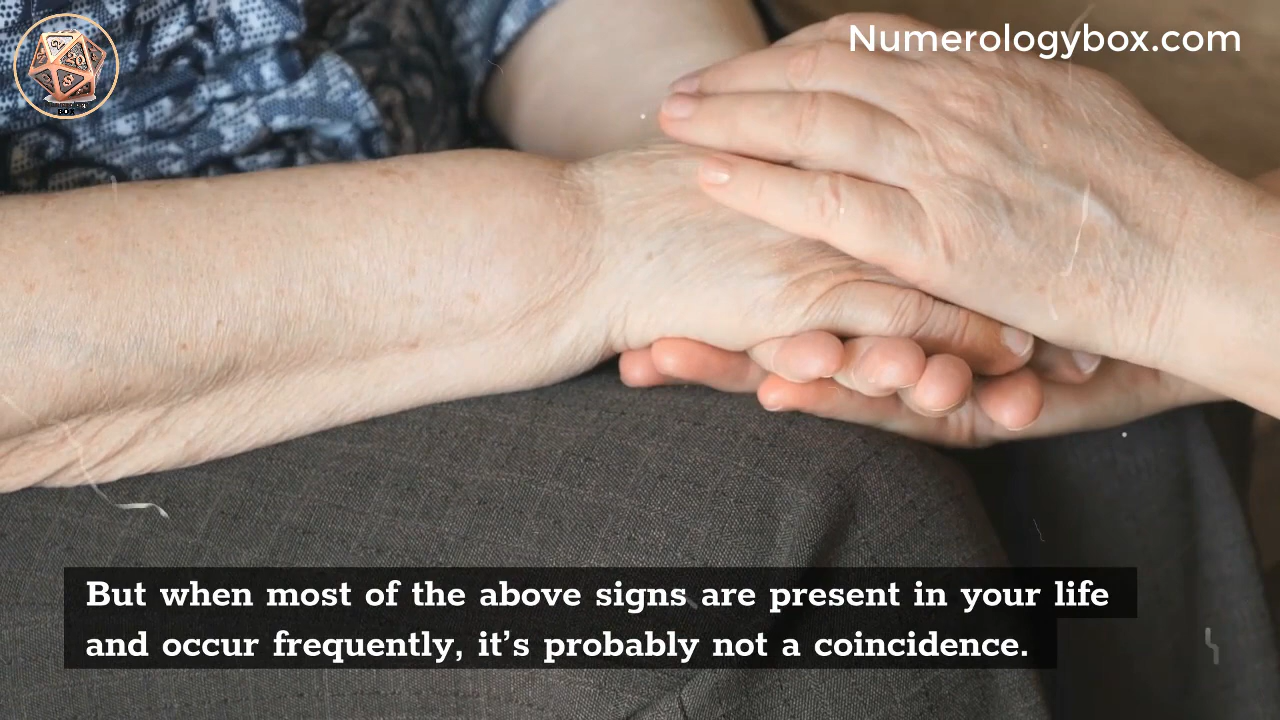 Numerologybox.com
But when most of the above signs are present in your life
and occur frequently, it's probably not a coincidence.